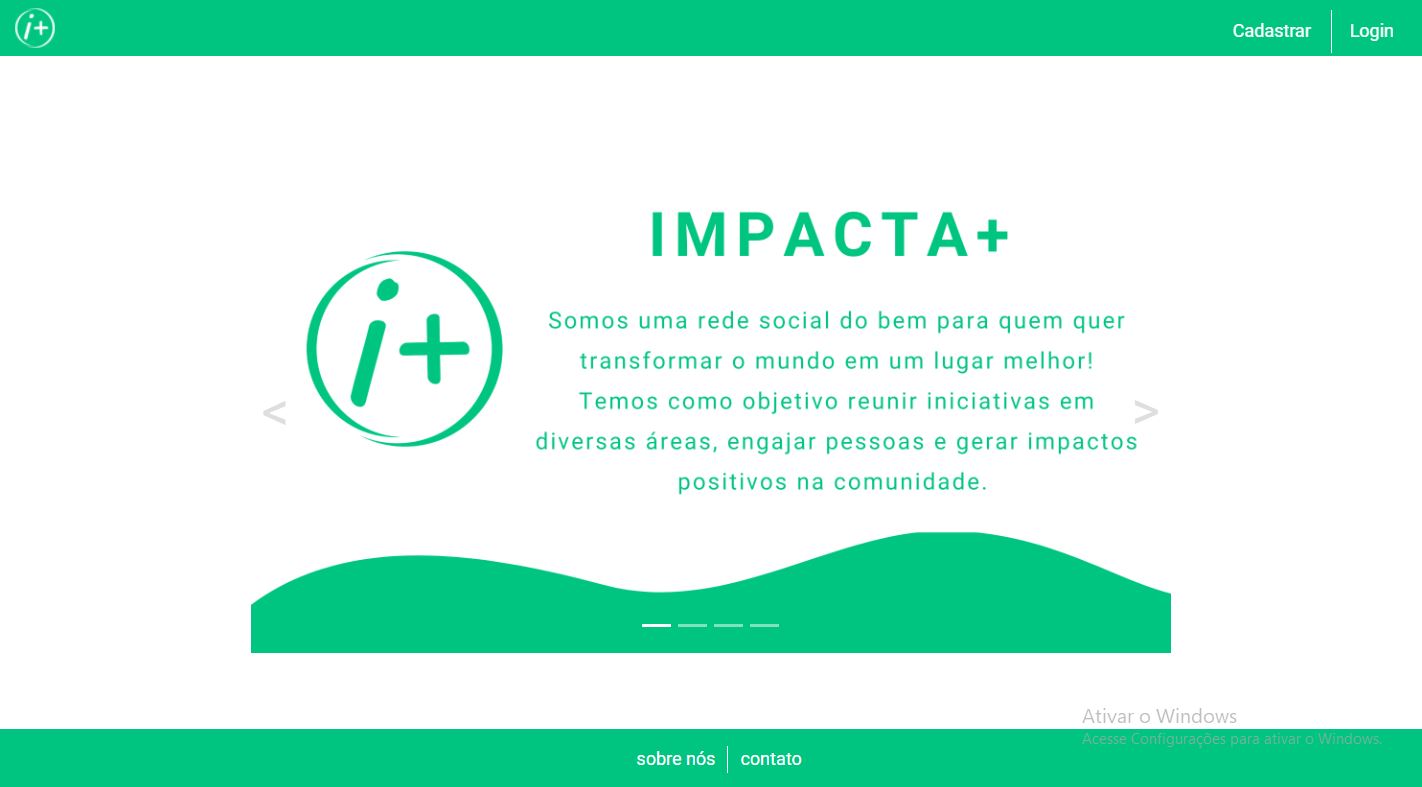 i+
Cadastrar
Login
IMPACTA+
i+
Somos uma rede social do bem para quem quer
transformar o mundo em um lugar melhor!
Temos como objetivo reunir iniciativas em
diversas áreas, engajar pessoas e gerar impactos
positivos na comunidade.
<
>
Ativar o Windows
Acesse Configurações para ativar o Windows.
sobre nós
contato